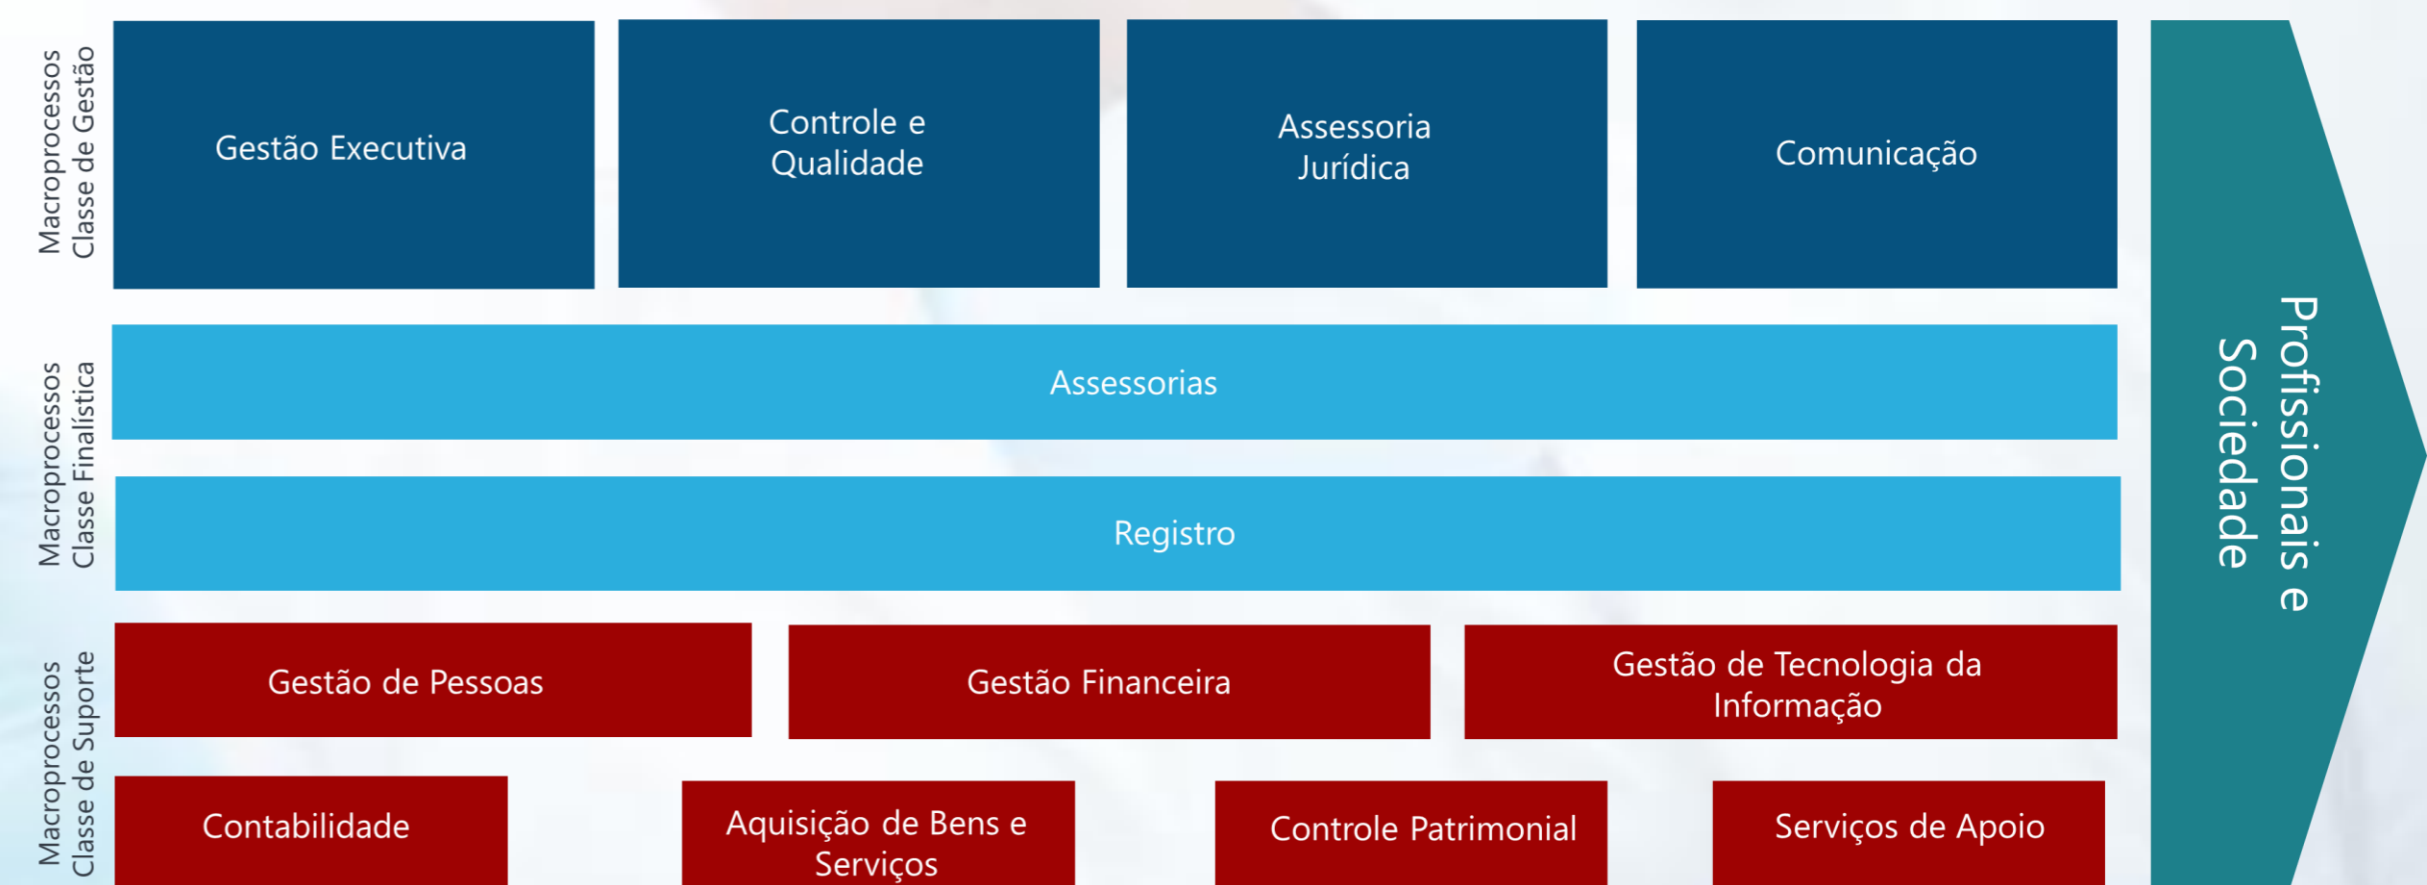 Macroprocessos
Classe de Gestão
Gestão Executiva
Controle e
Qualidade
Assessoria
Jurídica
Comunicação
Macroprocessos
Classe Finalística
Assessorias
Registro
Macroprocessos
Classe de Suporte
Gestão de Pessoas
Gestão Financeira
Gestão de Tecnologia da
Informação
Contabilidade
Aquisição de Bens e
Serviços
Controle Patrimonial
Serviços de Apoio
Profissionais e
Sociedade